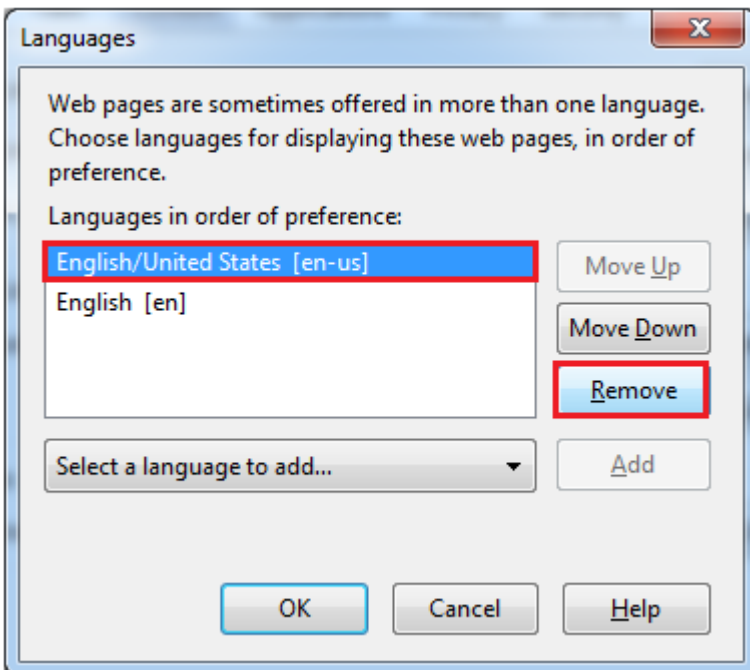 Languages
Web pages are sometimes offered in more than one language.
Choose languages for displaying these web pages, in order of
preference.
Languages in order of preference:
English/United States [en-us]
English [en]
Move Up
Move Down
Remove
Select a language to add...
Add
OK
Cancel
Help